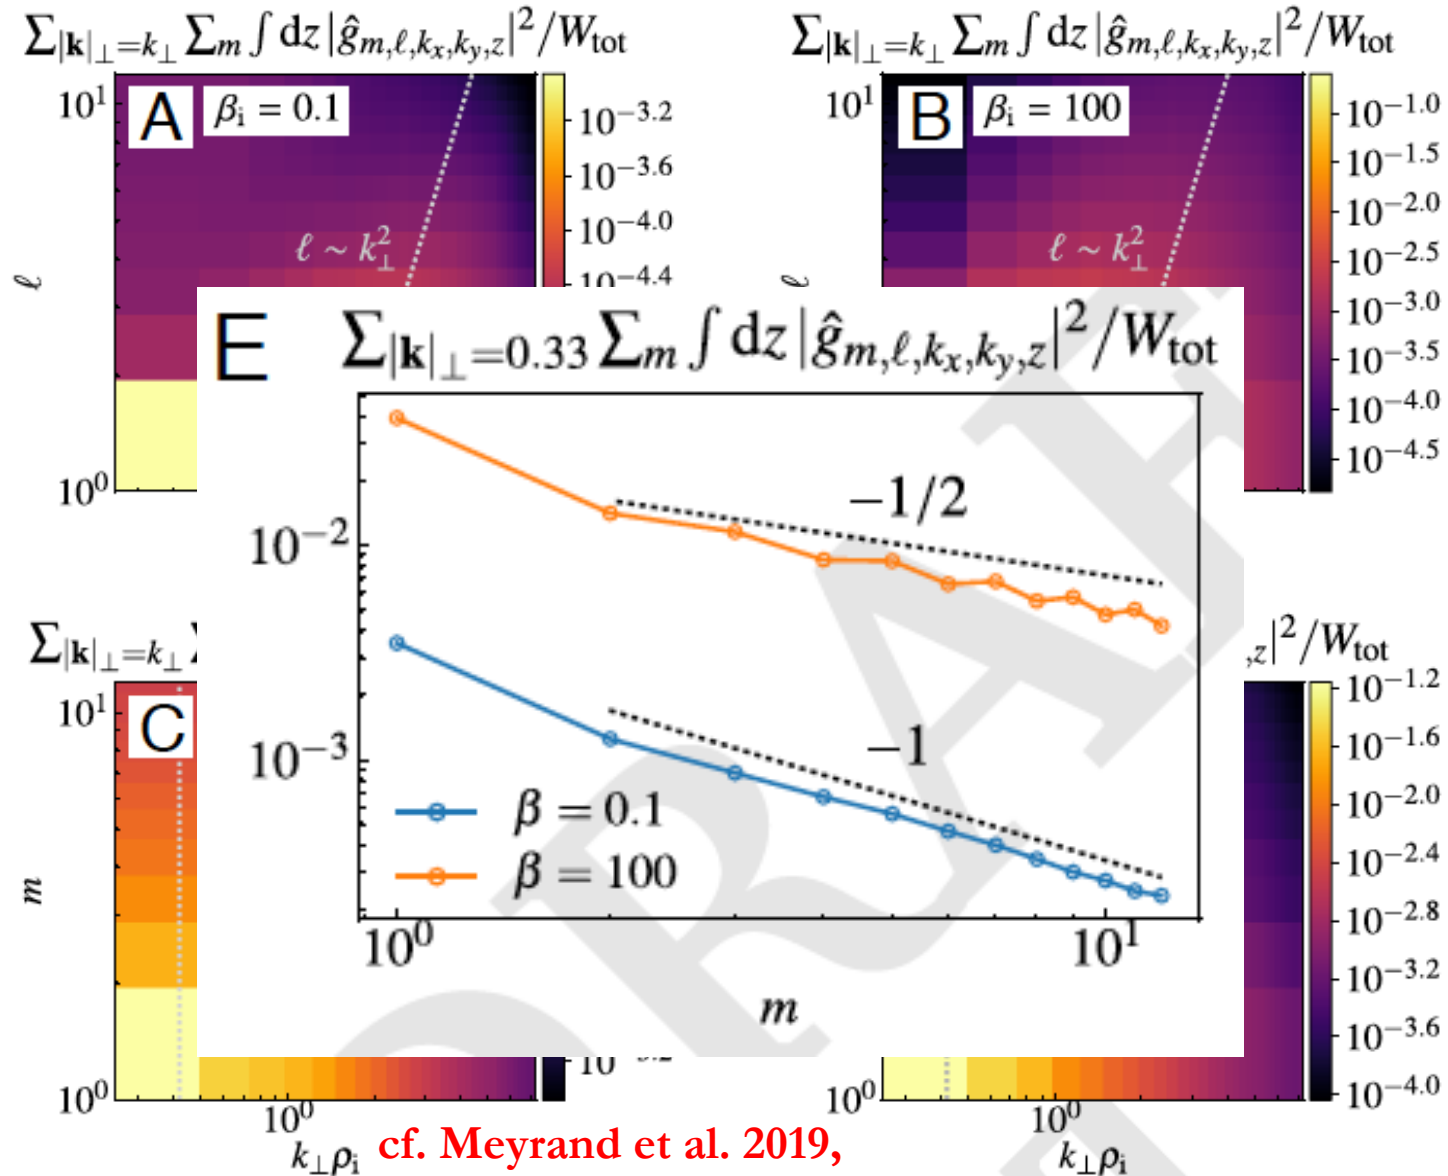 ∑|𝐤|⊥=k⊥ ∑m ∫ dz |ĝm,ℓ,kx,ky,z|²/Wtot
∑|𝐤|⊥=k⊥ ∑m ∫ dz |ĝm,ℓ,kx,ky,z|²/Wtot
A
βi = 0.1
10¹
ℓ ~ k⊥²
ℓ
10⁰
10⁻³·²
10⁻³·⁶
10⁻⁴·⁰
10⁻⁴·⁴
B
βi = 100
10¹
ℓ ~ k⊥²
ℓ
10⁰
10⁻¹·⁰
10⁻¹·⁵
10⁻²·⁰
10⁻²·⁵
10⁻³·⁰
10⁻³·⁵
10⁻⁴·⁰
10⁻⁴·⁵
E
∑|𝐤|⊥=0.33 ∑m ∫ dz |ĝm,ℓ,kx,ky,z|²/Wtot
−1/2
10⁻²
−1
10⁻³
β = 0.1
β = 100
10⁰
10¹
m
∑|𝐤|⊥=k⊥
C
10¹
m
10⁰
10⁰
k⊥ρi
,z|²/Wtot
10⁻¹·²
10⁻¹·⁶
10⁻²·⁰
10⁻²·⁴
10⁻²·⁸
10⁻³·²
10⁻³·⁶
10⁻⁴·⁰
10⁰
10⁰
k⊥ρi
cf. Meyrand et al. 2019,